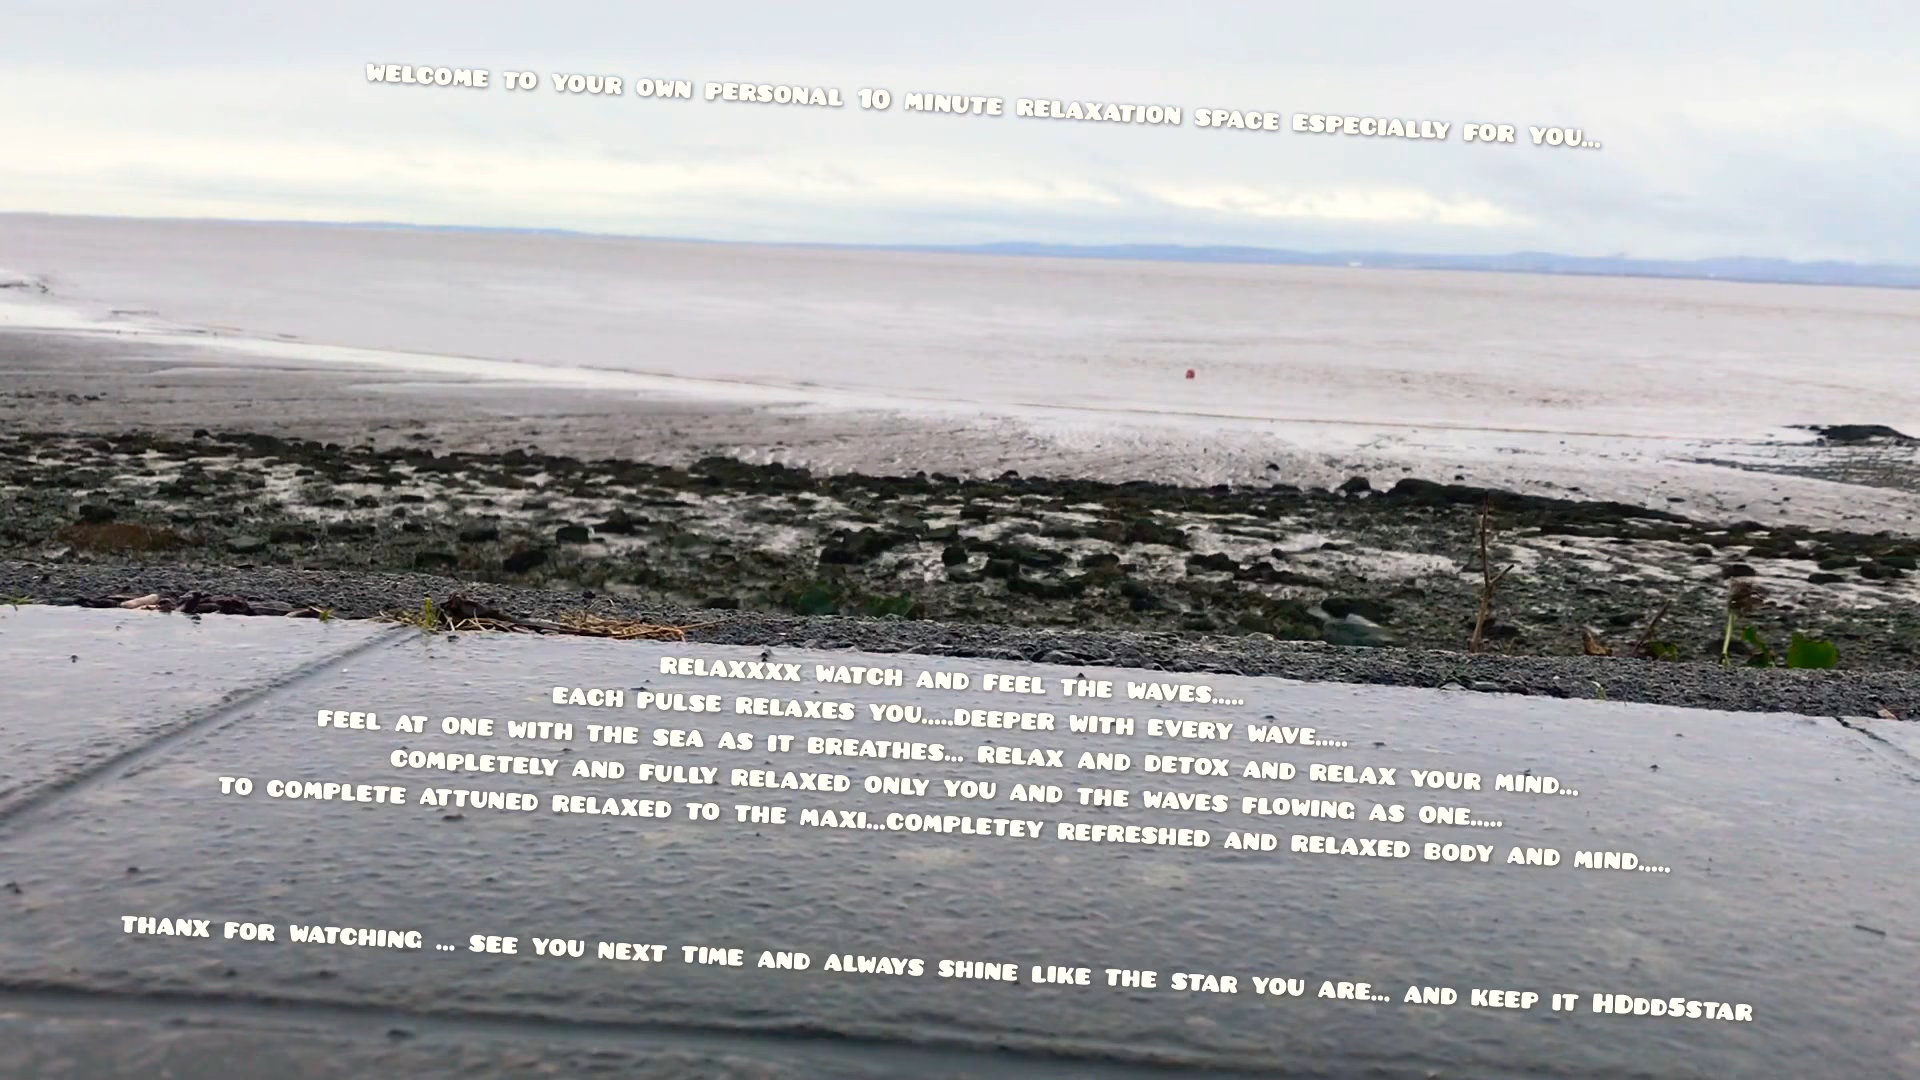 WELCOME TO YOUR OWN PERSONAL 10 MINUTE RELAXATION SPACE ESPECIALLY FOR YOU...
RELAXXXX WATCH AND FEEL THE WAVES.....
EACH PULSE RELAXES YOU.....DEEPER WITH EVERY WAVE.....
FEEL AT ONE WITH THE SEA AS IT BREATHES... RELAX AND DETOX AND RELAX YOUR MIND...
COMPLETELY AND FULLY RELAXED ONLY YOU AND THE WAVES FLOWING AS ONE.....
TO COMPLETE ATTUNED RELAXED TO THE MAXI...COMPLETEY REFRESHED AND RELAXED BODY AND MIND.....
THANX FOR WATCHING ... SEE YOU NEXT TIME AND ALWAYS SHINE LIKE THE STAR YOU ARE... AND KEEP IT HDDD5STAR